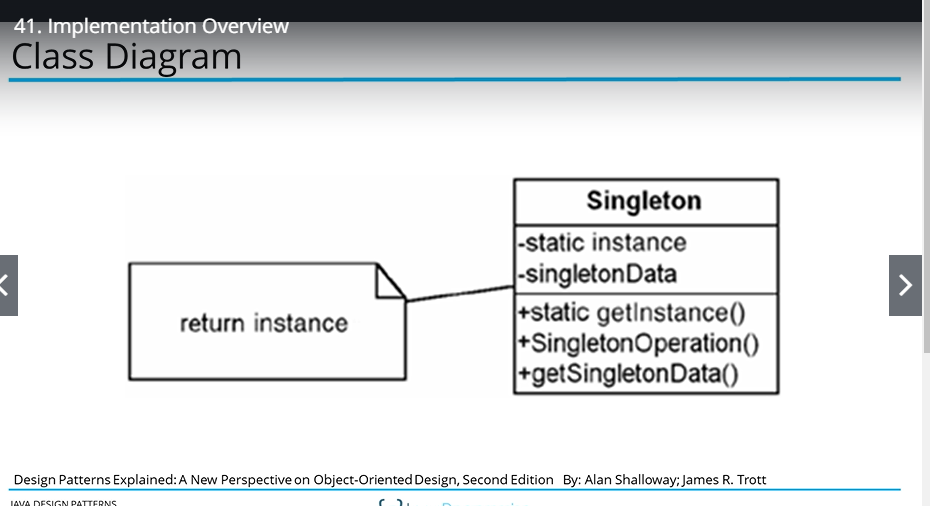 41. Implementation Overview
Class Diagram
Singleton
-static instance
-singletonData
return instance
+static getInstance()
+SingletonOperation()
+getSingletonData()
Design Patterns Explained: A New Perspective on Object-Oriented Design, Second Edition By: Alan Shalloway; James R. Trott
JAVA DESIGN PATTERNS